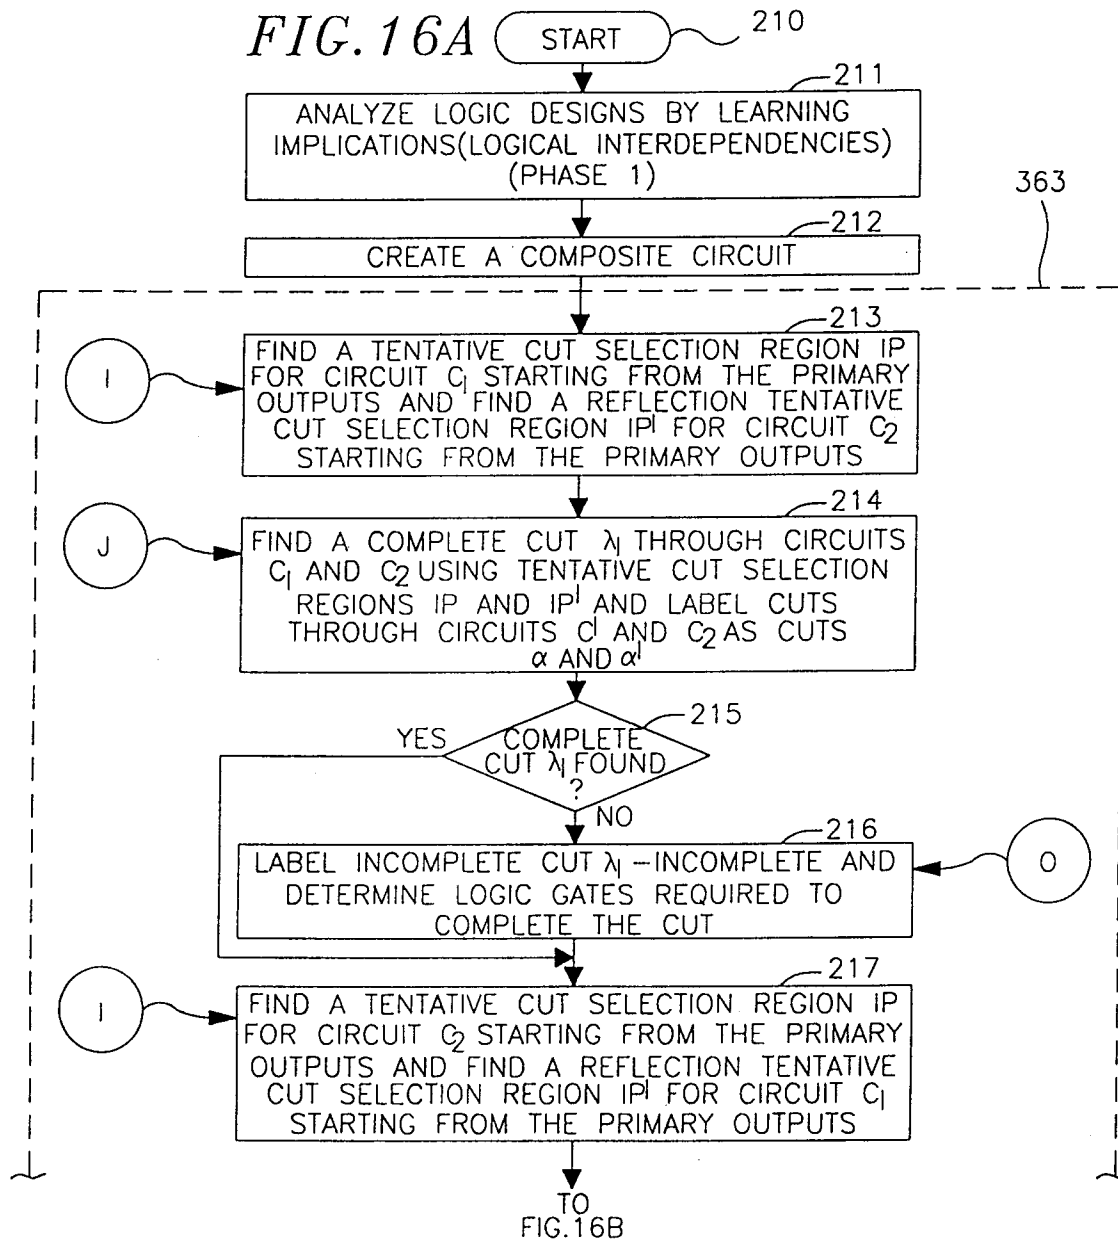 FIG. 16A
START
210
211
ANALYZE LOGIC DESIGNS BY LEARNING
IMPLICATIONS(LOGICAL INTERDEPENDENCIES)
(PHASE 1)
363
212
CREATE A COMPOSITE CIRCUIT
213
I
FIND A TENTATIVE CUT SELECTION REGION IP
FOR CIRCUIT C1 STARTING FROM THE PRIMARY
OUTPUTS AND FIND A REFLECTION TENTATIVE
CUT SELECTION REGION IP' FOR CIRCUIT C2
STARTING FROM THE PRIMARY OUTPUTS
214
J
FIND A COMPLETE CUT λ1 THROUGH CIRCUITS
C1 AND C2 USING TENTATIVE CUT SELECTION
REGIONS IP AND IP' AND LABEL CUTS
THROUGH CIRCUITS C' AND C2 AS CUTS
α AND α'
215
YES
COMPLETE
CUT λ1 FOUND
?
NO
216
LABEL INCOMPLETE CUT λ1 -INCOMPLETE AND
DETERMINE LOGIC GATES REQUIRED TO
COMPLETE THE CUT
O
217
I
FIND A TENTATIVE CUT SELECTION REGION IP
FOR CIRCUIT C2 STARTING FROM THE PRIMARY
OUTPUTS AND FIND A REFLECTION TENTATIVE
CUT SELECTION REGION IP' FOR CIRCUIT C1
STARTING FROM THE PRIMARY OUTPUTS
TO
FIG.16B